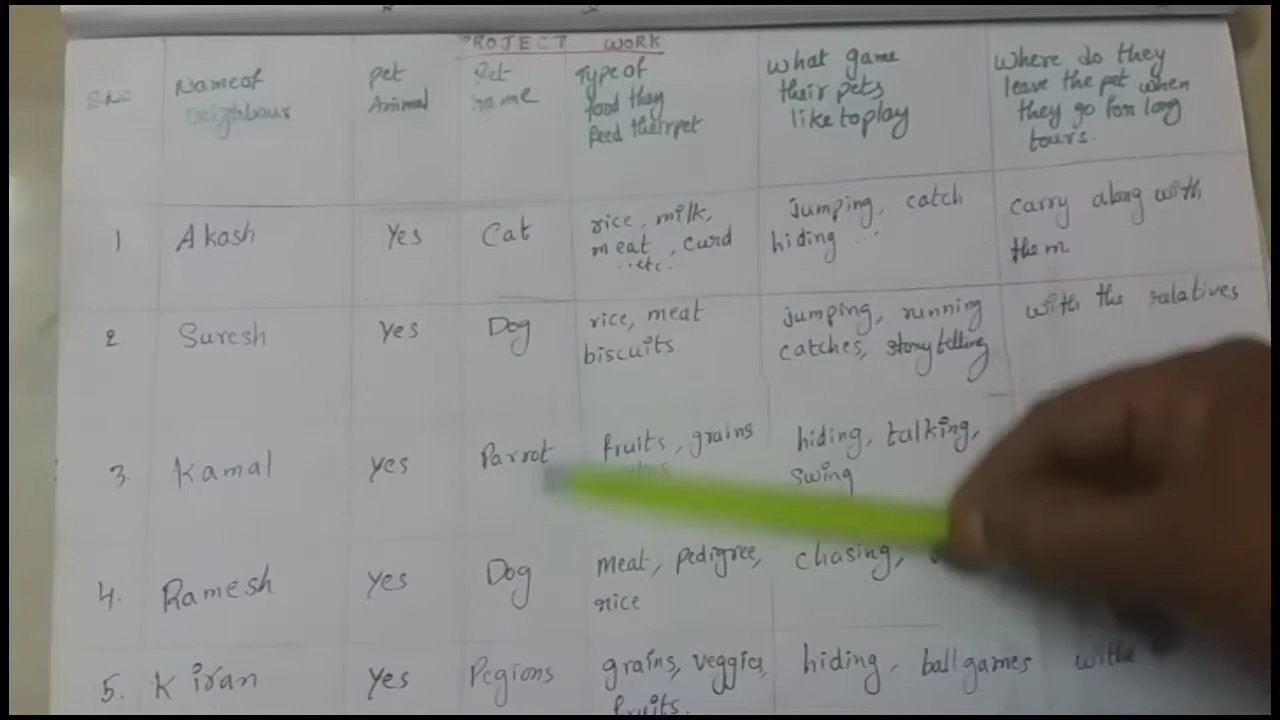 PROJECT WORK
Name of
neighbour
Pet
Animal
Pet
name
Type of
food they
feed their pet
What game
their pets
like to play
Where do they
leave the pet when
they go for long
tours.
1
Akash
Yes
Cat
rice, milk,
meat, curd
..etc.
Jumping, catch
hiding ..
carry along with
them
2
Suresh
Yes
Dog
rice, meat
biscuits
Jumping, running
catches, story telling
with the relatives
3.
Kamal
Yes
Parrot
fruits, grains
hiding, talking,
swing
4.
Ramesh
Yes
Dog
meat, pedigree,
rice
chasing,
5.
Kiran
Yes
Pegions
grains, veggies,
fruits.
hiding, ball games